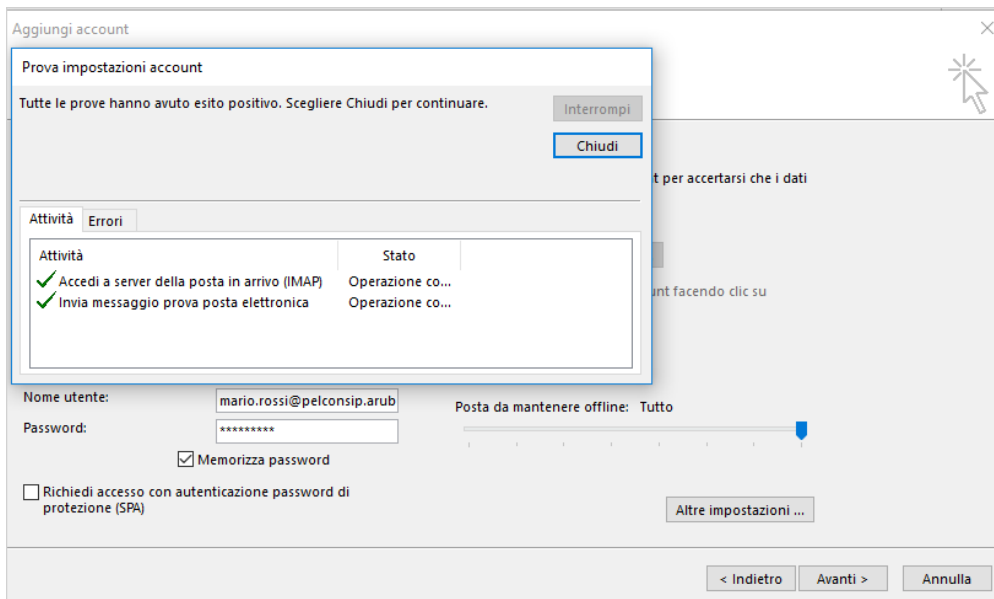 Aggiungi account
Prova impostazioni account
Tutte le prove hanno avuto esito positivo. Scegliere Chiudi per continuare.
Interrompi
Chiudi
t per accertarsi che i dati
Attività
Errori
Attività Stato
Accedi a server della posta in arrivo (IMAP) Operazione co...
Invia messaggio prova posta elettronica Operazione co...
unt facendo clic su
Nome utente: mario.rossi@pelconsip.arub
Posta da mantenere offline: Tutto
Password: *********
Memorizza password
Richiedi accesso con autenticazione password di
protezione (SPA)
Altre impostazioni ...
< Indietro Avanti > Annulla